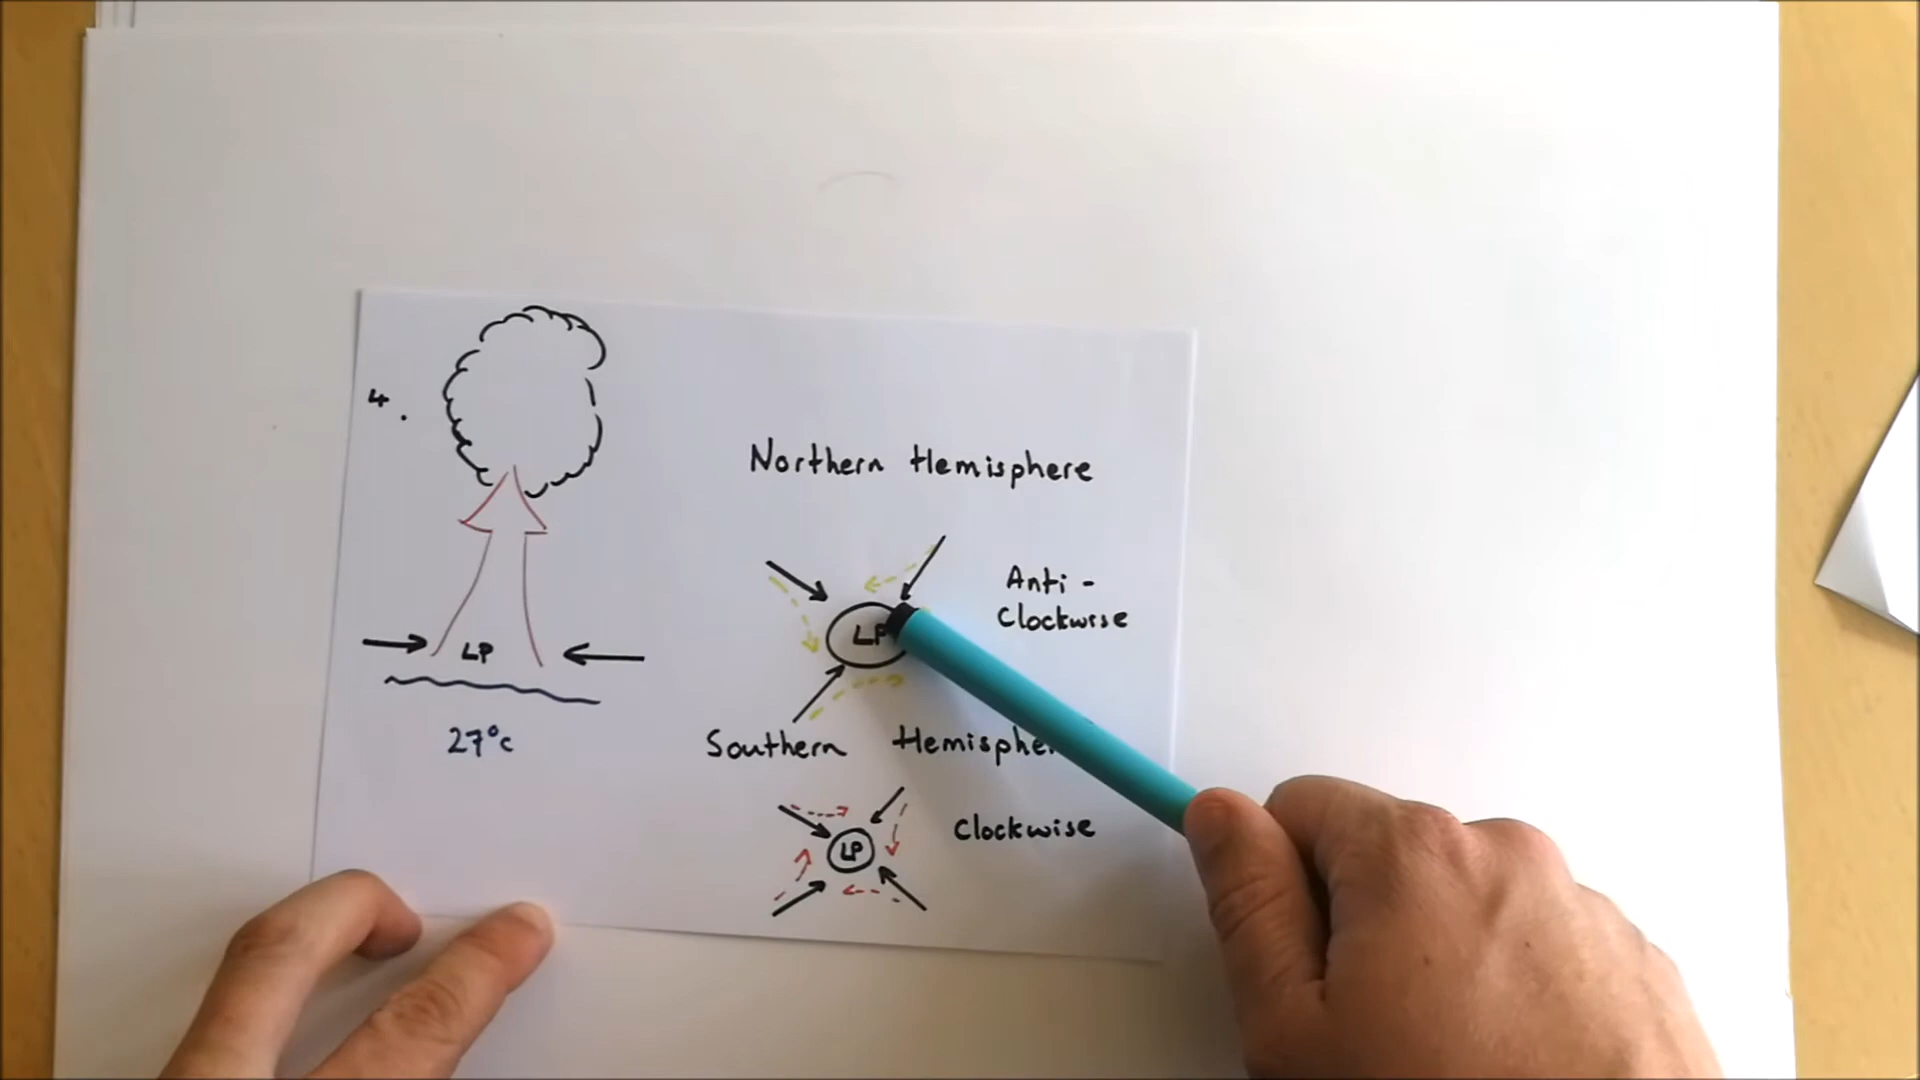 4.
LP
27°c
Northern Hemisphere
LP
Anti-
Clockwise
Southern
LP
Clockwise